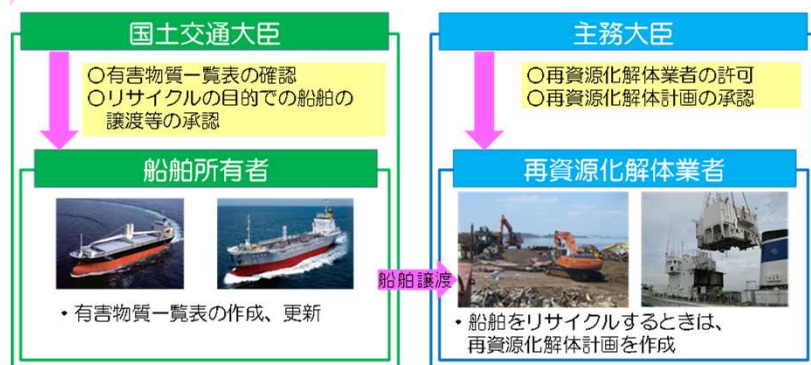 国土交通大臣
〇有害物質一覧表の確認
〇リサイクルの目的での船舶の
譲渡等の承認
船舶所有者
・有害物質一覧表の作成、更新
船舶譲渡
主務大臣
〇再資源化解体業者の許可
〇再資源化解体計画の承認
再資源化解体業者
・船舶をリサイクルするときは、
再資源化解体計画を作成